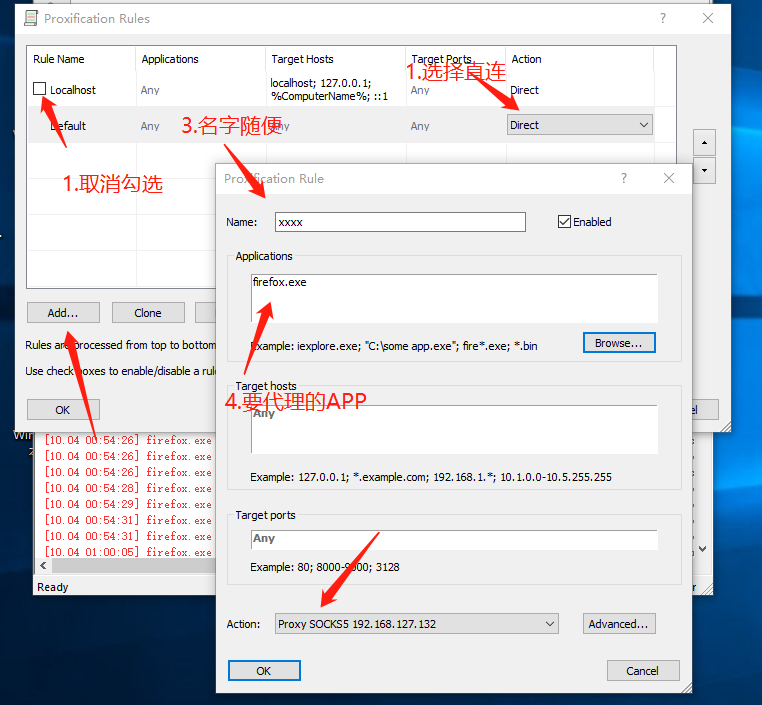 Proxification Rules
?
Rule Name Applications Target Hosts Target Ports Action
1.选择直连
Localhost Any localhost; 127.0.0.1; %ComputerName%; ::1 Any Direct
Default Any Any Any Direct
3.名字随便
1.取消勾选
Add... Clone
Rules are processed from top to bottom
Use check boxes to enable/disable a rul
OK
Proxification Rule
?
Name: xxxx Enabled
Applications
firefox.exe
Example: iexplore.exe; "C:\some app.exe"; fire*.exe; *.bin Browse...
Target hosts
4.要代理的APP
Any
Example: 127.0.0.1; *.example.com; 192.168.1.*; 10.1.0.0-10.5.255.255
Target ports
Any
Example: 80; 8000-9000; 3128
Action: Proxy SOCKS5 192.168.127.132 Advanced...
OK Cancel
[10.04 00:54:26] firefox.exe
[10.04 00:54:26] firefox.exe
[10.04 00:54:26] firefox.exe
[10.04 00:54:28] firefox.exe
[10.04 00:54:29] firefox.exe
[10.04 00:54:31] firefox.exe
[10.04 00:54:31] firefox.exe
[10.04 01:00:05] firefox.exe
Ready